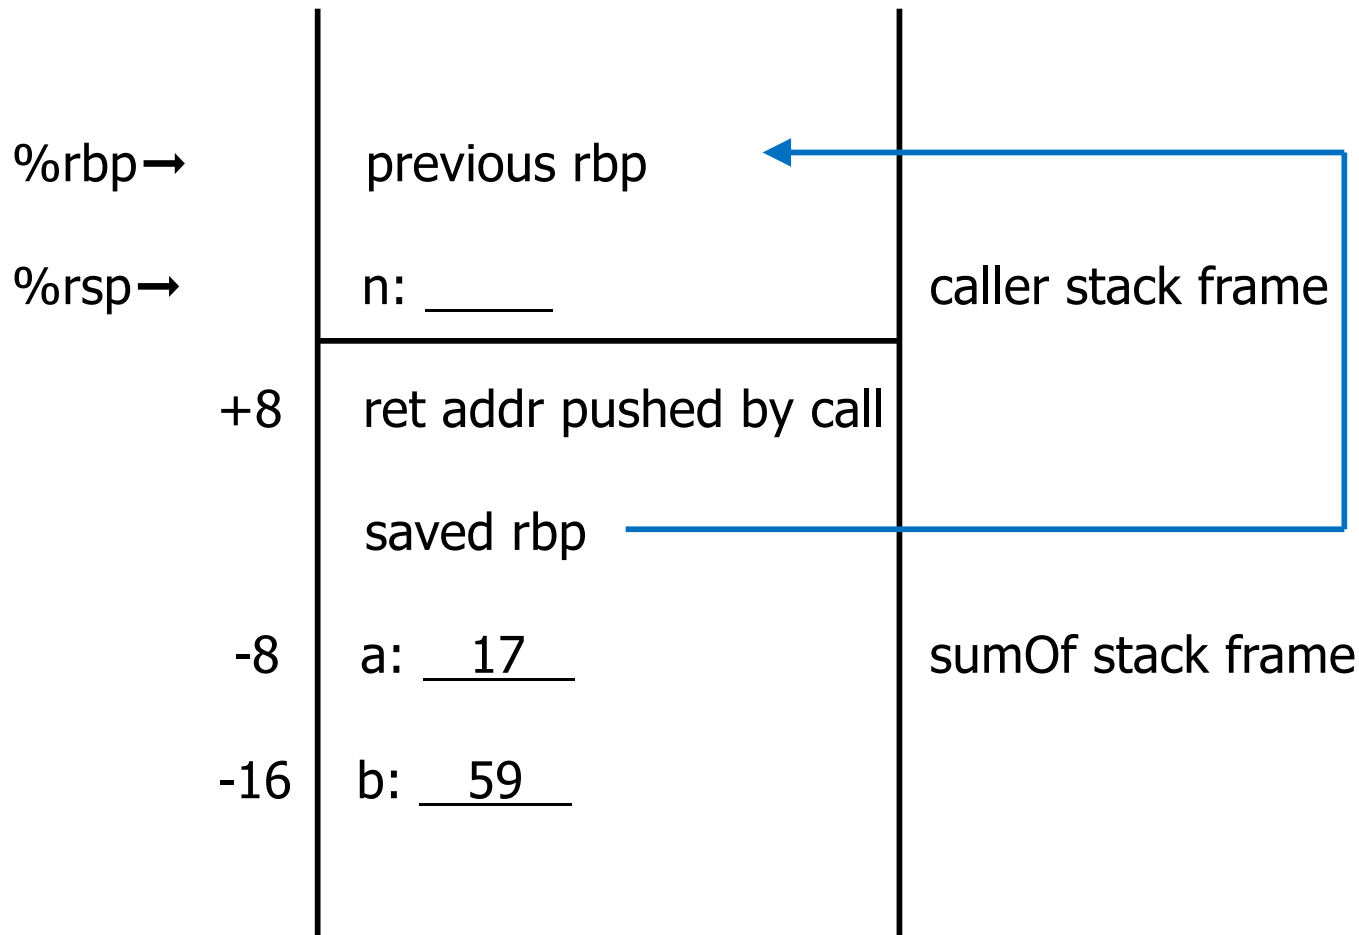 %rbp→ previous rbp
%rsp→ n: _____ caller stack frame
+8 ret addr pushed by call
saved rbp
-8 a: 17 sumOf stack frame
-16 b: 59